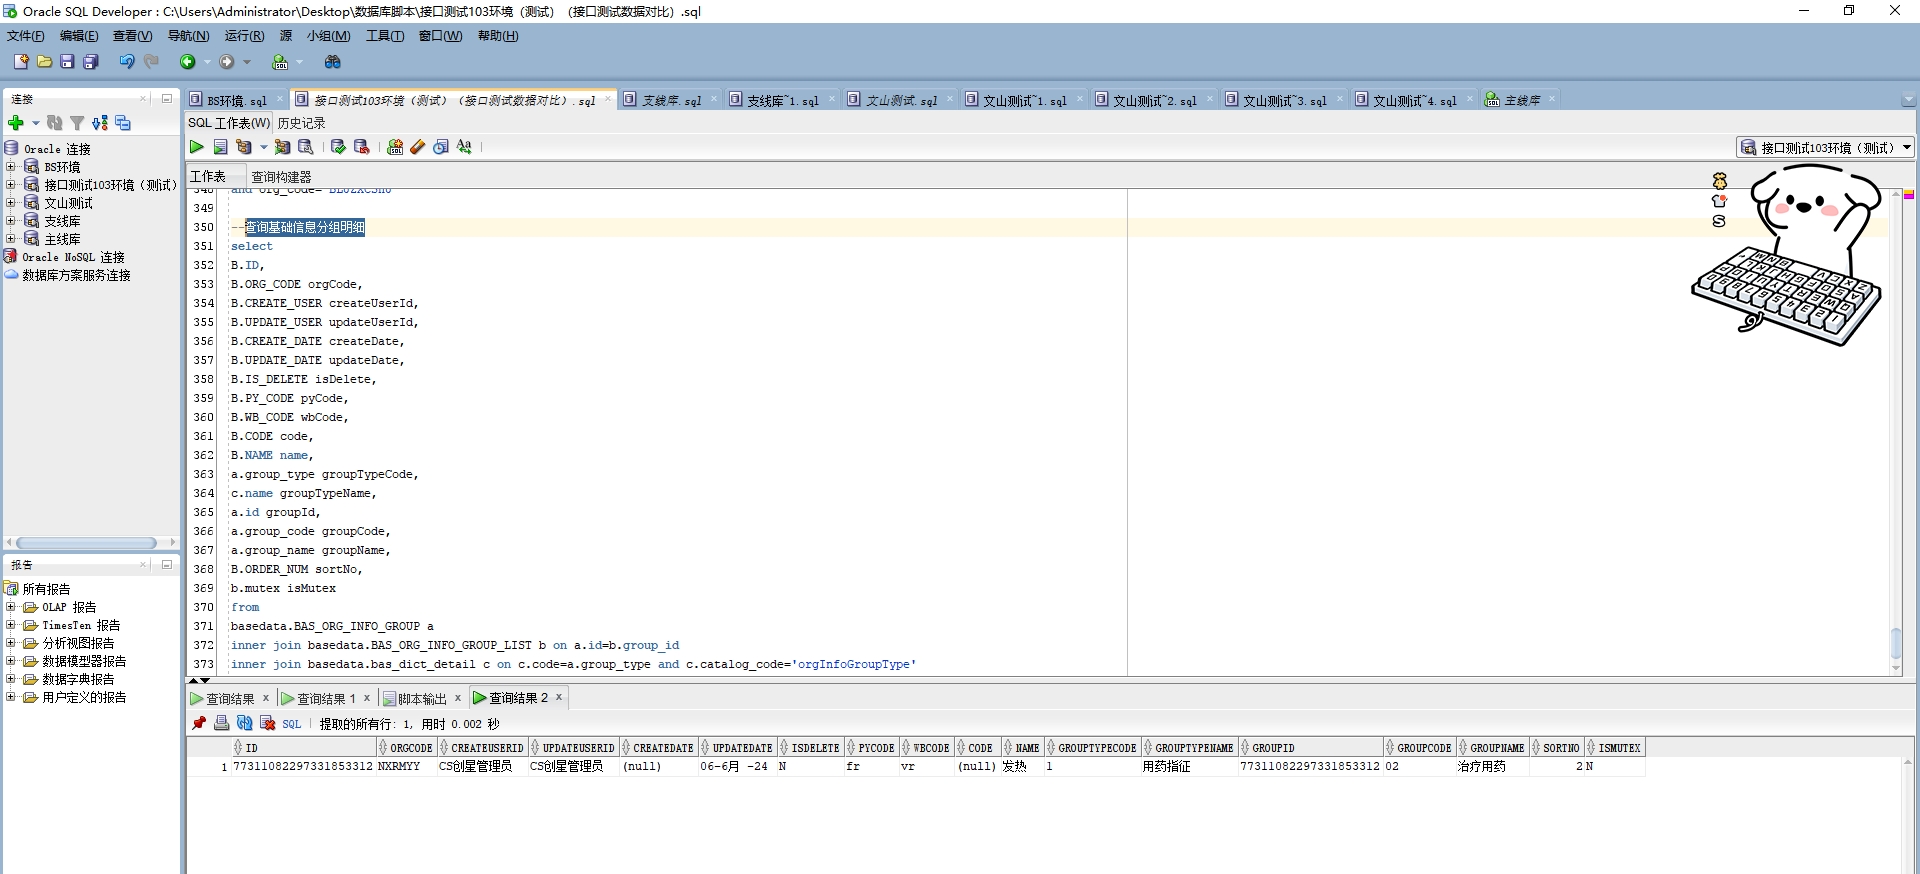 Oracle SQL Developer : C:\Users\Administrator\Desktop\数据库脚本\接口测试103环境（测试）（接口测试数据对比）.sql
文件(F) 编辑(E) 查看(V) 导航(N) 运行(R) 源 小组(M) 工具(T) 窗口(W) 帮助(H)
连接
BS环境.sql 接口测试103环境（测试）（接口测试数据对比）.sql 支线库.sql 支线库~1.sql 文山测试.sql 文山测试~1.sql 文山测试~2.sql 文山测试~3.sql 文山测试~4.sql 主线库
SQL 工作表(W) 历史记录
Oracle 连接
BS环境
接口测试103环境（测试）
文山测试
支线库
主线库
Oracle NoSQL 连接
数据库方案服务连接
接口测试103环境（测试）
工作表 查询构建器
349
350 --查询基础信息分组明细
351 select
352 B.ID,
353 B.ORG_CODE orgCode,
354 B.CREATE_USER createUserId,
355 B.UPDATE_USER updateUserId,
356 B.CREATE_DATE createDate,
357 B.UPDATE_DATE updateDate,
358 B.IS_DELETE isDelete,
359 B.PY_CODE pyCode,
360 B.WB_CODE wbCode,
361 B.CODE code,
362 B.NAME name,
363 a.group_type groupTypeCode,
364 c.name groupTypeName,
365 a.id groupId,
366 a.group_code groupCode,
367 a.group_name groupName,
368 B.ORDER_NUM sortNo,
369 b.mutex isMutex
370 from
371 basedata.BAS_ORG_INFO_GROUP a
372 inner join basedata.BAS_ORG_INFO_GROUP_LIST b on a.id=b.group_id
373 inner join basedata.bas_dict_detail c on c.code=a.group_type and c.catalog_code='orgInfoGroupType'
报告
所有报告
OLAP 报告
TimesTen 报告
分析视图报告
数据模型器报告
数据字典报告
用户定义的报告
查询结果 查询结果 1 脚本输出 查询结果 2
SQL 提取的所有行: 1, 用时 0.002 秒
ID ORGCODE CREATEUSERID UPDATEUSERID CREATEDATE UPDATEDATE ISDELETE PYCODE WBCODE CODE NAME GROUPTYPECODE GROUPTYPENAME GROUPID GROUPCODE GROUPNAME SORTNO ISMUTEX
1 77311082297331853312 NXRMYY CS创星管理员 CS创星管理员 (null) 06-6月 -24 N fr vr (null) 发热 1 用药指征 77311082297331853312 02 治疗用药 2 N